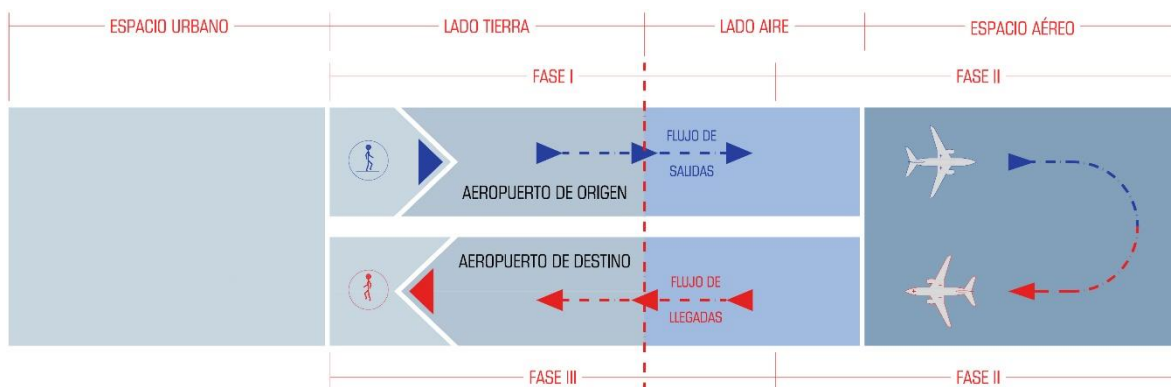 ESPACIO URBANO
LADO TIERRA
LADO AIRE
ESPACIO AÉREO
FASE I
FASE II
FLUJO DE
SALIDAS
AEROPUERTO DE ORIGEN
AEROPUERTO DE DESTINO
FLUJO DE
LLEGADAS
FASE III
FASE II